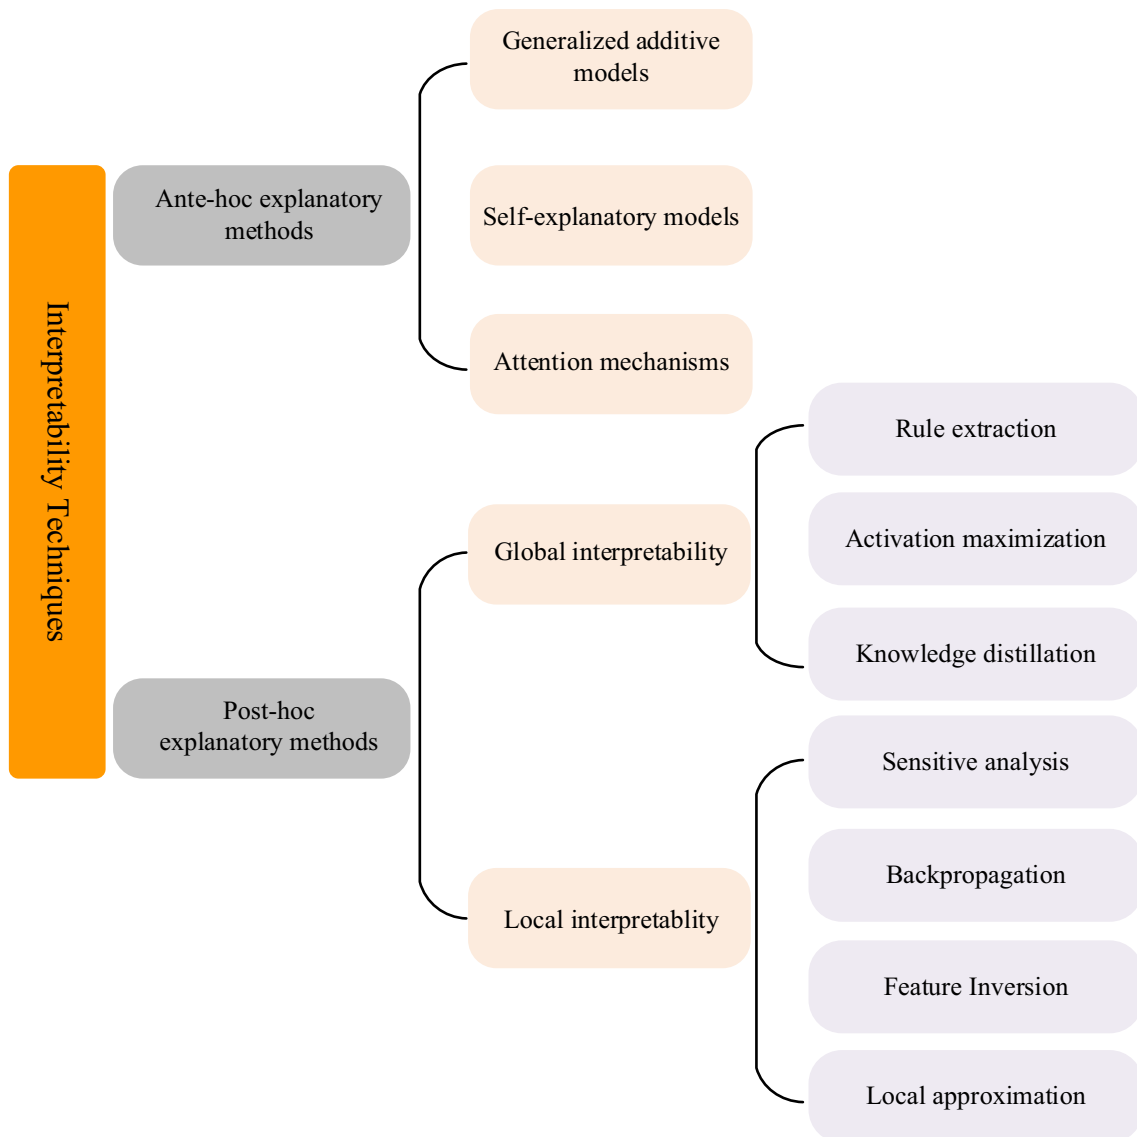 Interpretability Techniques
Ante-hoc explanatory
methods
Generalized additive
models
Self-explanatory models
Attention mechanisms
Post-hoc
explanatory methods
Global interpretability
Rule extraction
Activation maximization
Knowledge distillation
Local interpretablity
Sensitive analysis
Backpropagation
Feature Inversion
Local approximation